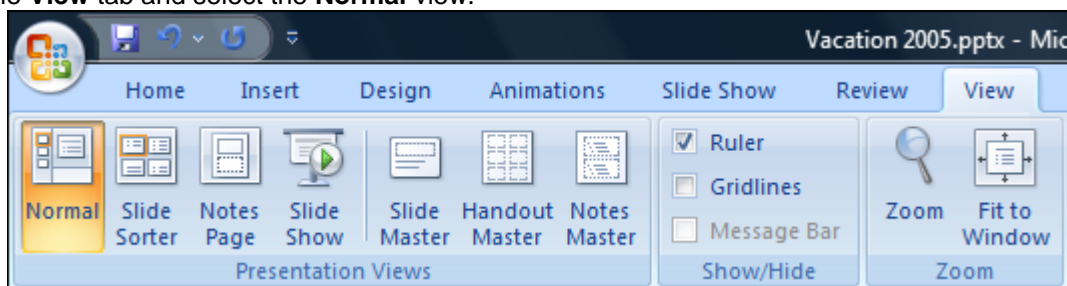 View tab and select the Normal view.
Vacation 2005.pptx - Mic
Home Insert Design Animations Slide Show Review View
Normal Slide Sorter Notes Page Slide Show Slide Master Handout Master Notes Master
Presentation Views
Ruler
Gridlines
Message Bar
Show/Hide
Zoom Fit to Window
Zoom